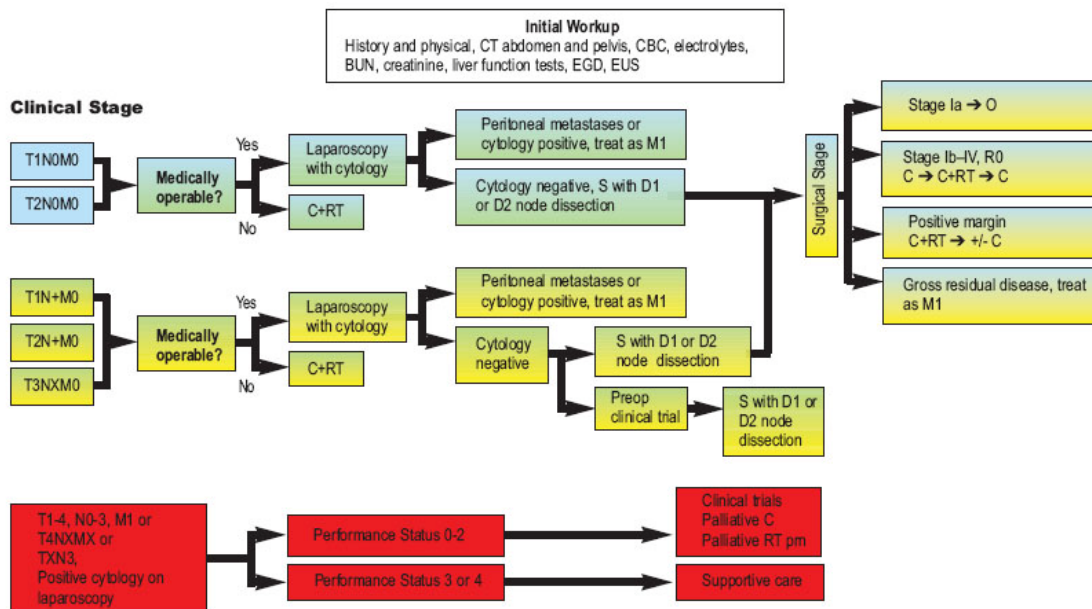 Initial Workup
History and physical, CT abdomen and pelvis, CBC, electrolytes,
BUN, creatinine, liver function tests, EGD, EUS
Clinical Stage
T1N0M0
T2N0M0
Medically
operable?
Yes
No
Laparoscopy
with cytology
C+RT
Peritoneal metastases or
cytology positive, treat as M1
Cytology negative, S with D1
or D2 node dissection
Surgical Stage
Stage Ia → O
Stage Ib–IV, R0
C → C+RT → C
Positive margin
C+RT → +/- C
Gross residual disease, treat
as M1
T1N+M0
T2N+M0
T3NXM0
Medically
operable?
Yes
No
Laparoscopy
with cytology
C+RT
Peritoneal metastases or
cytology positive, treat as M1
Cytology
negative
S with D1 or D2
node dissection
Preop
clinical trial
S with D1 or
D2 node
dissection
T1-4, N0-3, M1 or
T4NXMX or
TXN3,
Positive cytology on
laparoscopy
Performance Status 0-2
Performance Status 3 or 4
Clinical trials
Palliative C
Palliative RT prn
Supportive care